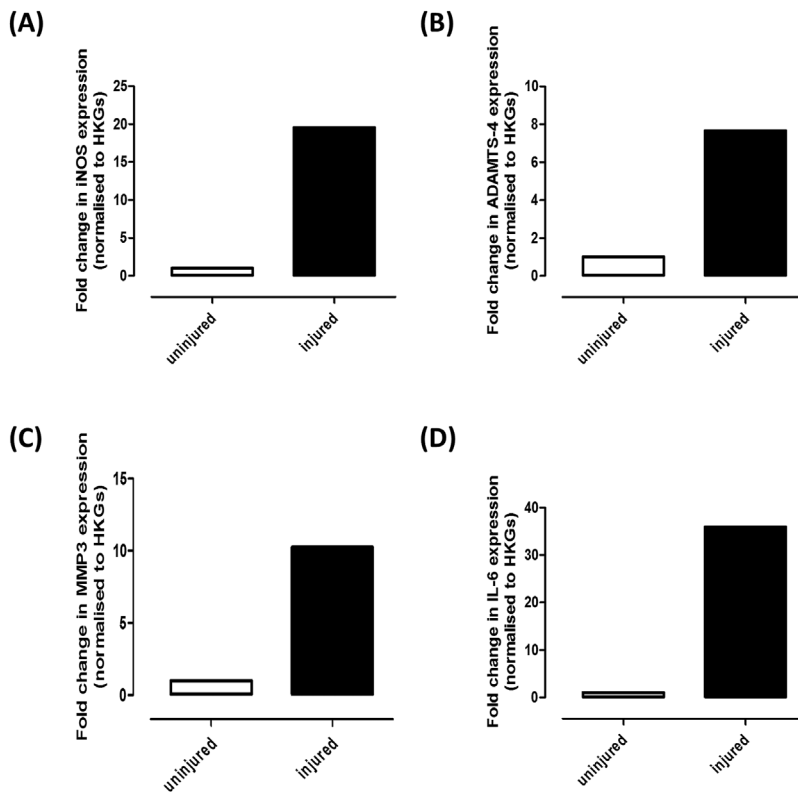 (A)
Fold change in iNOS expression
(normalised to HKGs)
25
20
15
10
5
0
uninjured
injured
(B)
Fold change in ADAMTS-4 expression
(normalised to HKGs)
10
8
6
4
2
0
uninjured
injured
(C)
Fold change in MMP3 expression
(normalised to HKGs)
15
10
5
0
uninjured
injured
(D)
Fold change in IL-6 expression
(normalised to HKGs)
40
30
20
10
0
uninjured
injured